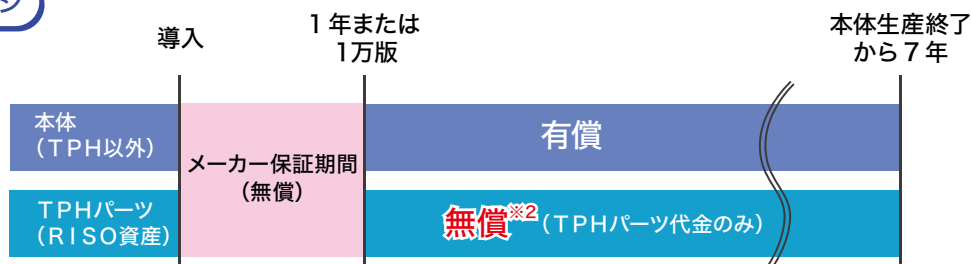 導入
1年または
1万版
本体生産終了
から7年
本体
（TPH以外）
メーカー保証期間
（無償）
有償
TPHパーツ
（RISO資産）
無償※2（TPHパーツ代金のみ）